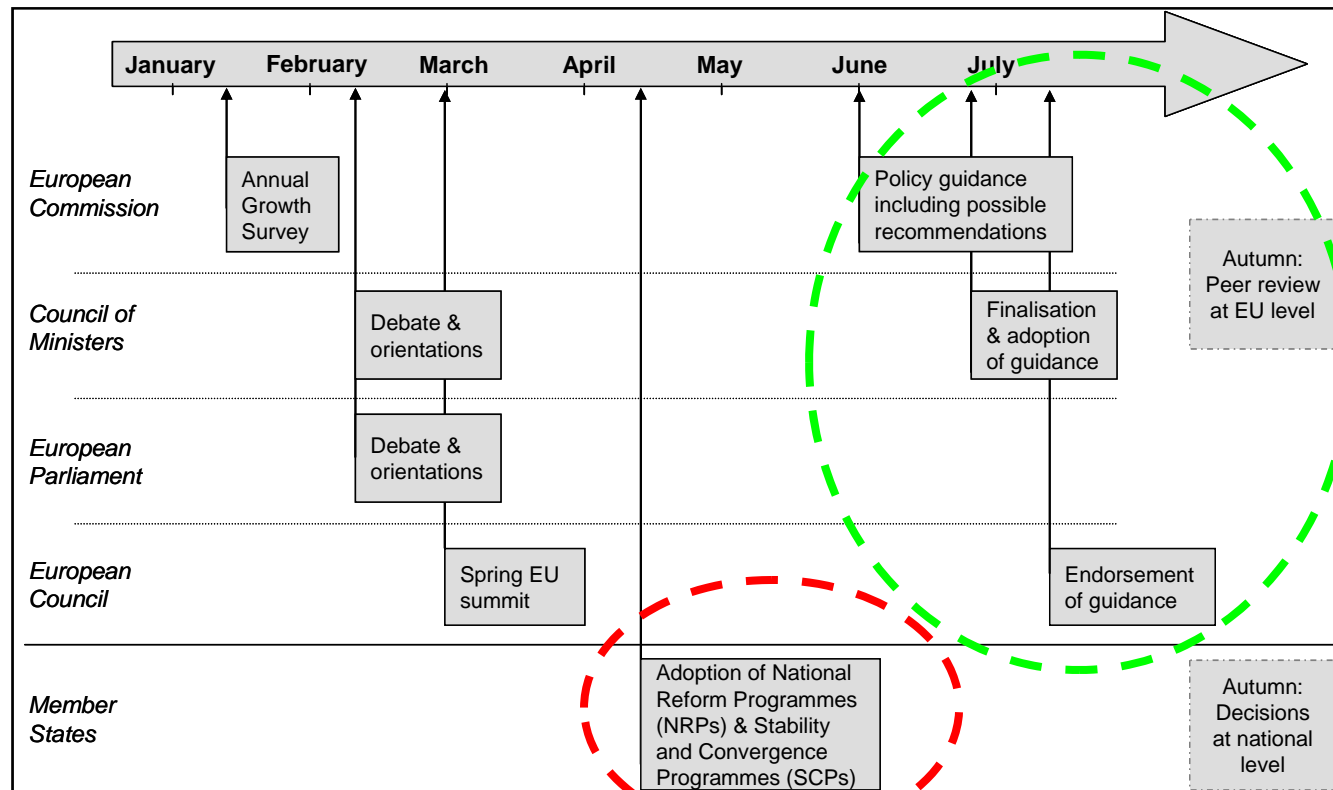 January February March April May June July
European
Commission
Annual
Growth
Survey
Policy guidance
including possible
recommendations
Autumn:
Peer review
at EU level
Council of
Ministers
Debate &
orientations
Finalisation
& adoption
of guidance
European
Parliament
Debate &
orientations
European
Council
Spring EU
summit
Endorsement
of guidance
Member
States
Adoption of National
Reform Programmes
(NRPs) & Stability
and Convergence
Programmes (SCPs)
Autumn:
Decisions
at national
level